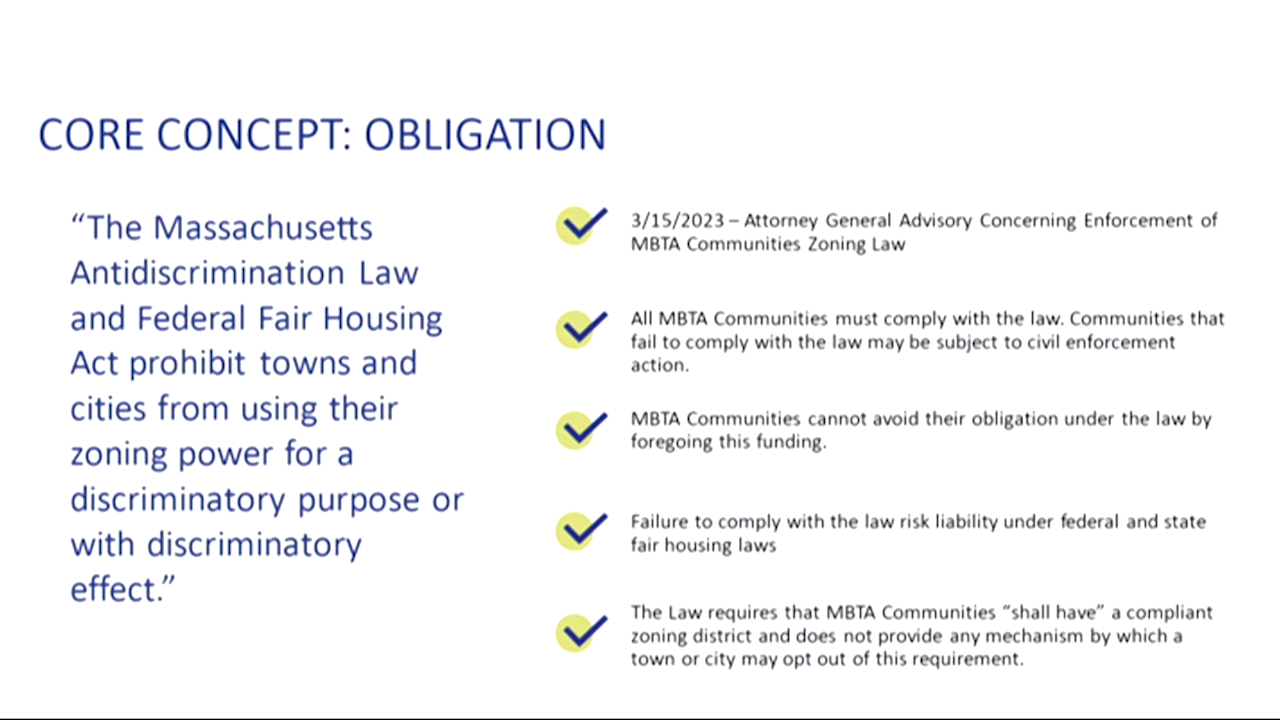 CORE CONCEPT: OBLIGATION
“The Massachusetts
Antidiscrimination Law
and Federal Fair Housing
Act prohibit towns and
cities from using their
zoning power for a
discriminatory purpose or
with discriminatory
effect.”
3/15/2023 – Attorney General Advisory Concerning Enforcement of
MBTA Communities Zoning Law
All MBTA Communities must comply with the law. Communities that
fail to comply with the law may be subject to civil enforcement
action.
MBTA Communities cannot avoid their obligation under the law by
foregoing this funding.
Failure to comply with the law risk liability under federal and state
fair housing laws
The Law requires that MBTA Communities “shall have” a compliant
zoning district and does not provide any mechanism by which a
town or city may opt out of this requirement.